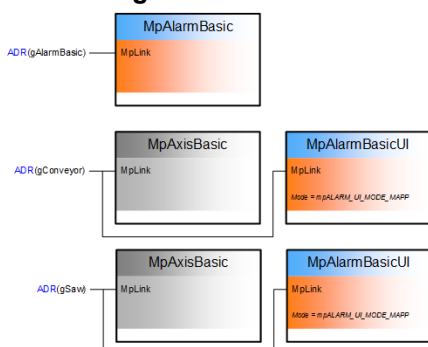 MpAlarmBasic
ADR(gAlarmBasic) MpLink
MpAxisBasic MpAlarmBasicUI
ADR(gConveyor) MpLink MpLink
Mode = mpALARM_UI_MODE_MAPP
MpAxisBasic MpAlarmBasicUI
ADR(gSaw) MpLink MpLink
Mode = mpALARM_UI_MODE_MAPP